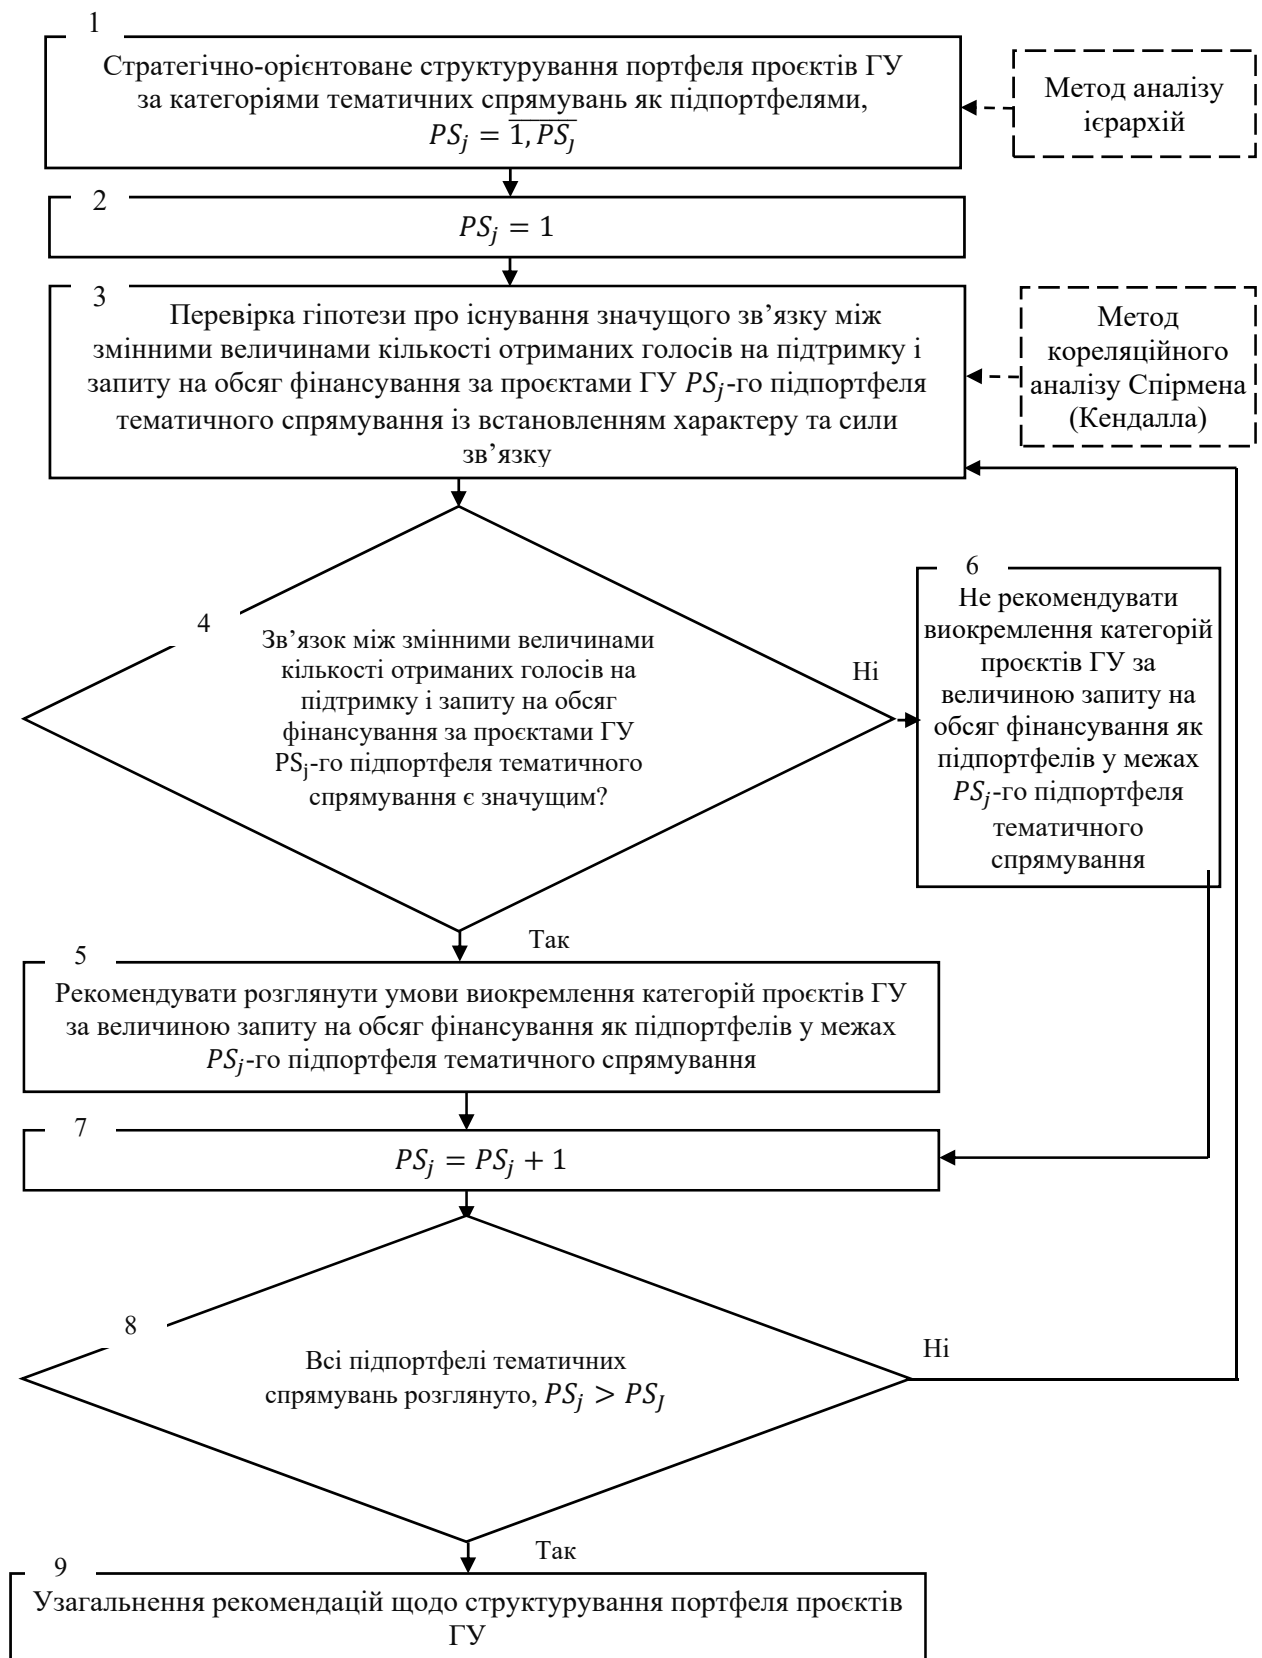 1
Стратегічно-орієнтоване структурування портфеля проєктів ГУ
за категоріями тематичних спрямувань як підпортфелями,
𝑃𝑆ⱼ = 1, 𝑃𝑆ⱼ
Метод аналізу
ієрархій
2
𝑃𝑆ⱼ = 1
3
Перевірка гіпотези про існування значущого зв’язку між
змінними величинами кількості отриманих голосів на підтримку і
запиту на обсяг фінансування за проєктами ГУ 𝑃𝑆ⱼ-го підпортфеля
тематичного спрямування із встановленням характеру та сили
зв’язку
Метод
кореляційного
аналізу Спірмена
(Кендалла)
4
Зв’язок між змінними величинами
кількості отриманих голосів на
підтримку і запиту на обсяг
фінансування за проєктами ГУ
PSⱼ-го підпортфеля тематичного
спрямування є значущим?
Ні
6
Не рекомендувати
виокремлення категорій
проєктів ГУ за
величиною запиту на
обсяг фінансування як
підпортфелів у межах
𝑃𝑆ⱼ-го підпортфеля
тематичного
спрямування
Так
5
Рекомендувати розглянути умови виокремлення категорій проєктів ГУ
за величиною запиту на обсяг фінансування як підпортфелів у межах
𝑃𝑆ⱼ-го підпортфеля тематичного спрямування
7
𝑃𝑆ⱼ = 𝑃𝑆ⱼ + 1
8
Всі підпортфелі тематичних
спрямувань розглянуто, 𝑃𝑆ⱼ > 𝑃𝑆_J
Ні
Так
9
Узагальнення рекомендацій щодо структурування портфеля проєктів
ГУ